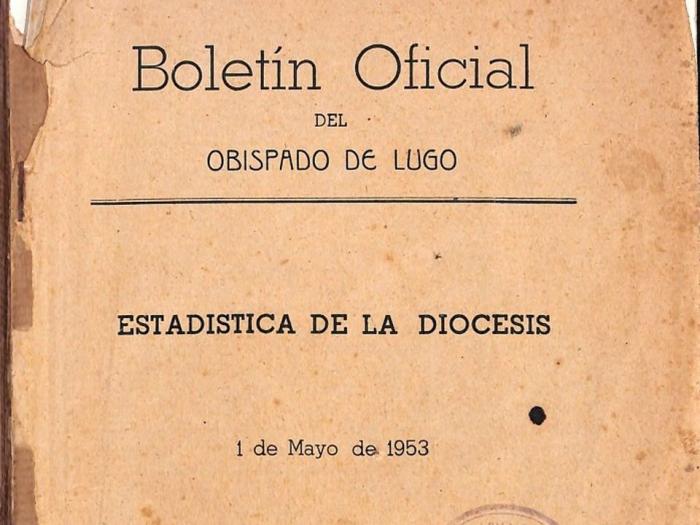 Boletín Oficial
DEL
OBISPADO DE LUGO
ESTADISTICA DE LA DIOCESIS
1 de Mayo de 1953